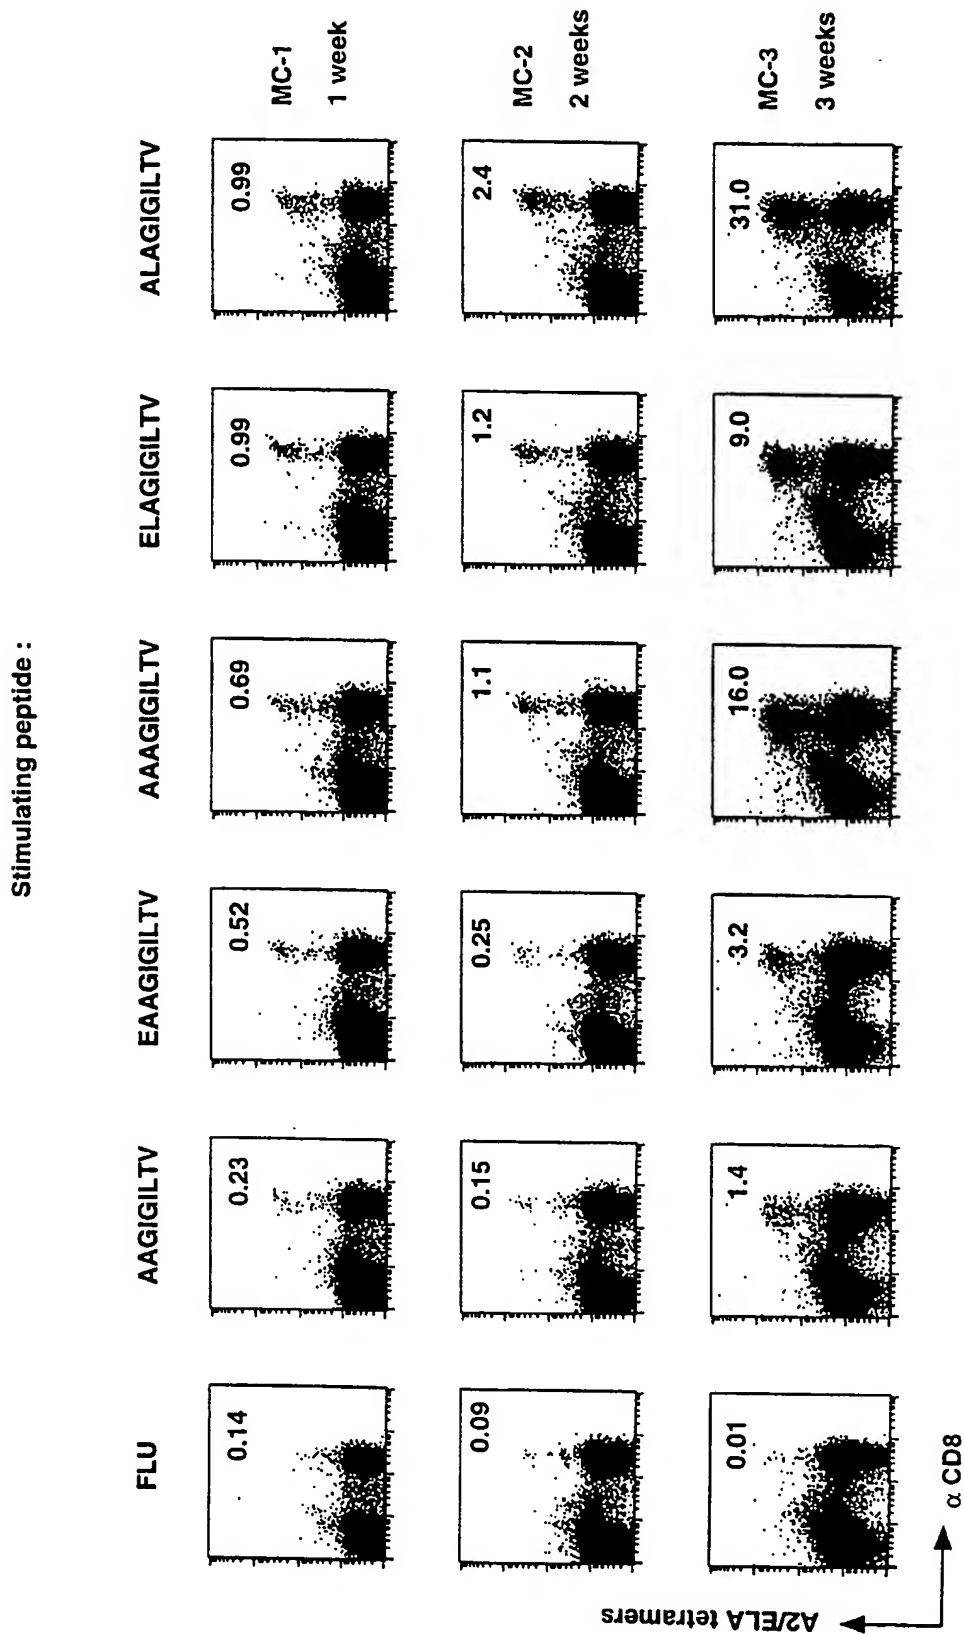 Stimulating peptide :
FLU AAGIGILTV EAAGIGILTV AAAGIGILTV ELAGIGILTV ALAGIGILTV
0.14 0.23 0.52 0.69 0.99 0.99
MC-1
1 week
0.09 0.15 0.25 1.1 1.2 2.4
MC-2
2 weeks
0.01 1.4 3.2 16.0 9.0 31.0
MC-3
3 weeks
A2/ELA tetramers
α CD8